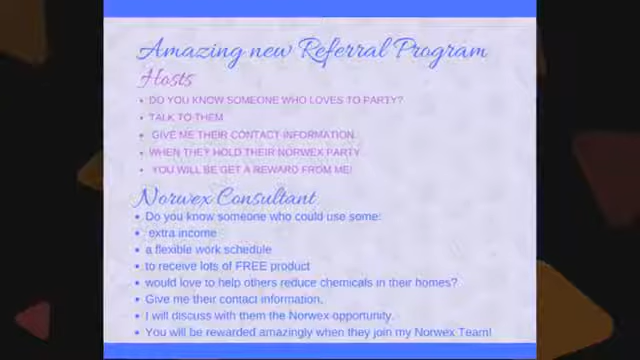 Amazing new Referral Program
Hosts
• DO YOU KNOW SOMEONE WHO LOVES TO PARTY?
• TALK TO THEM
• GIVE ME THEIR CONTACT INFORMATION.
• WHEN THEY HOLD THEIR NORWEX PARTY
• YOU WILL BE GET A REWARD FROM ME!
Norwex Consultant
• Do you know someone who could use some:
• extra income
• a flexible work schedule
• to receive lots of FREE product
• would love to help others reduce chemicals in their homes?
• Give me their contact information.
• I will discuss with them the Norwex opportunity.
• You will be rewarded amazingly when they join my Norwex Team!